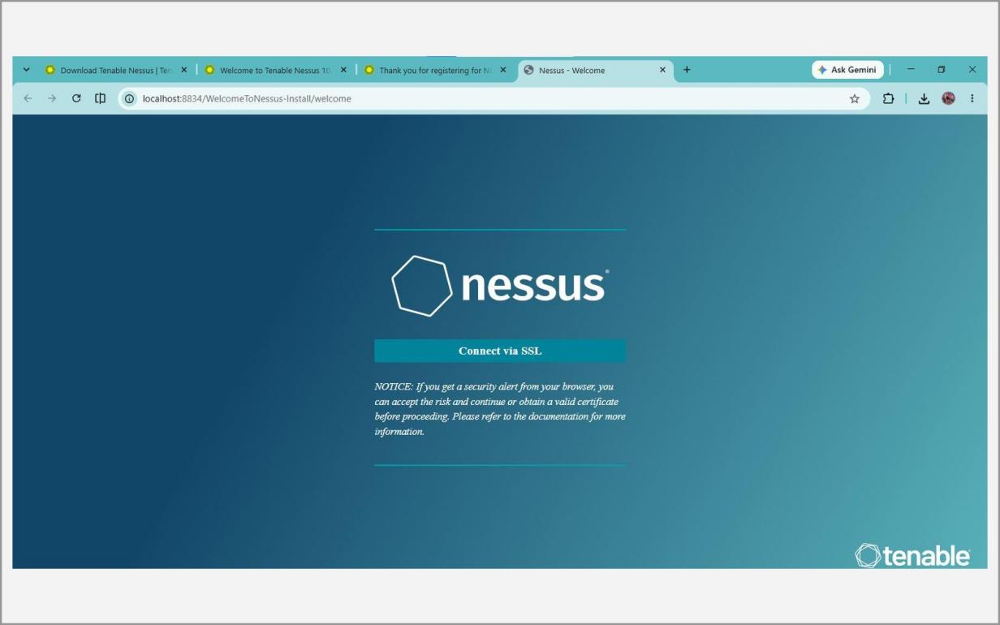 Download Tenable Nessus | Ten
Welcome to Tenable Nessus 10.
Thank you for registering for N
Nessus - Welcome
Ask Gemini
localhost:8834/WelcomeToNessus-Install/welcome
nessus®
Connect via SSL
NOTICE: If you get a security alert from your browser, you
can accept the risk and continue or obtain a valid certificate
before proceeding. Please refer to the documentation for more
information.
tenable